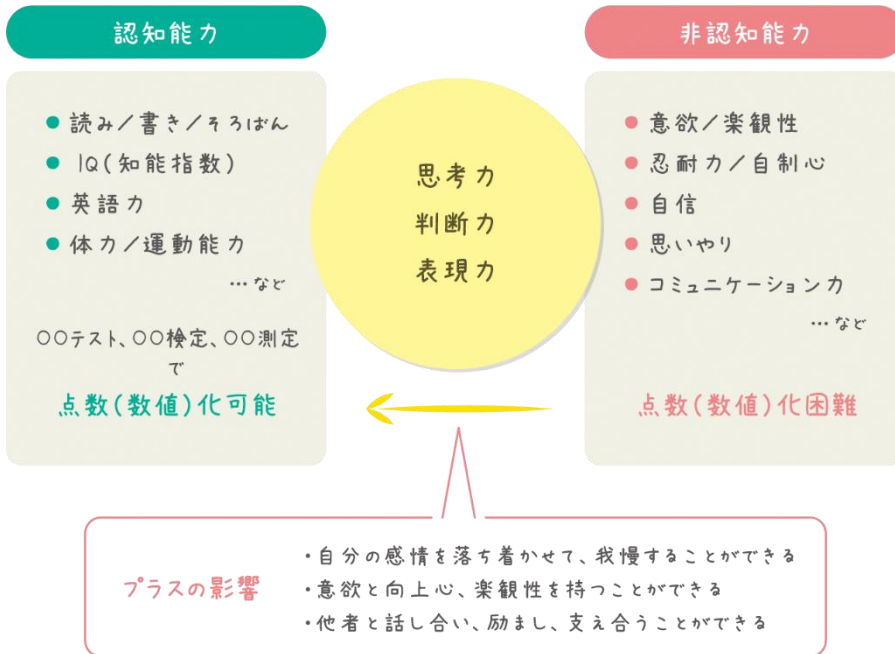 認知能力
● 読み/書き/そろばん
● IQ(知能指数)
● 英語力
● 体力/運動能力
… など
○○テスト、○○検定、○○測定
で
点数(数値)化可能
思考力
判断力
表現力
非認知能力
● 意欲/楽観性
● 忍耐力/自制心
● 自信
● 思いやり
● コミュニケーション力
… など
点数(数値)化困難
プラスの影響
・自分の感情を落ち着かせて、我慢することができる
・意欲と向上心、楽観性を持つことができる
・他者と話し合い、励まし、支え合うことができる